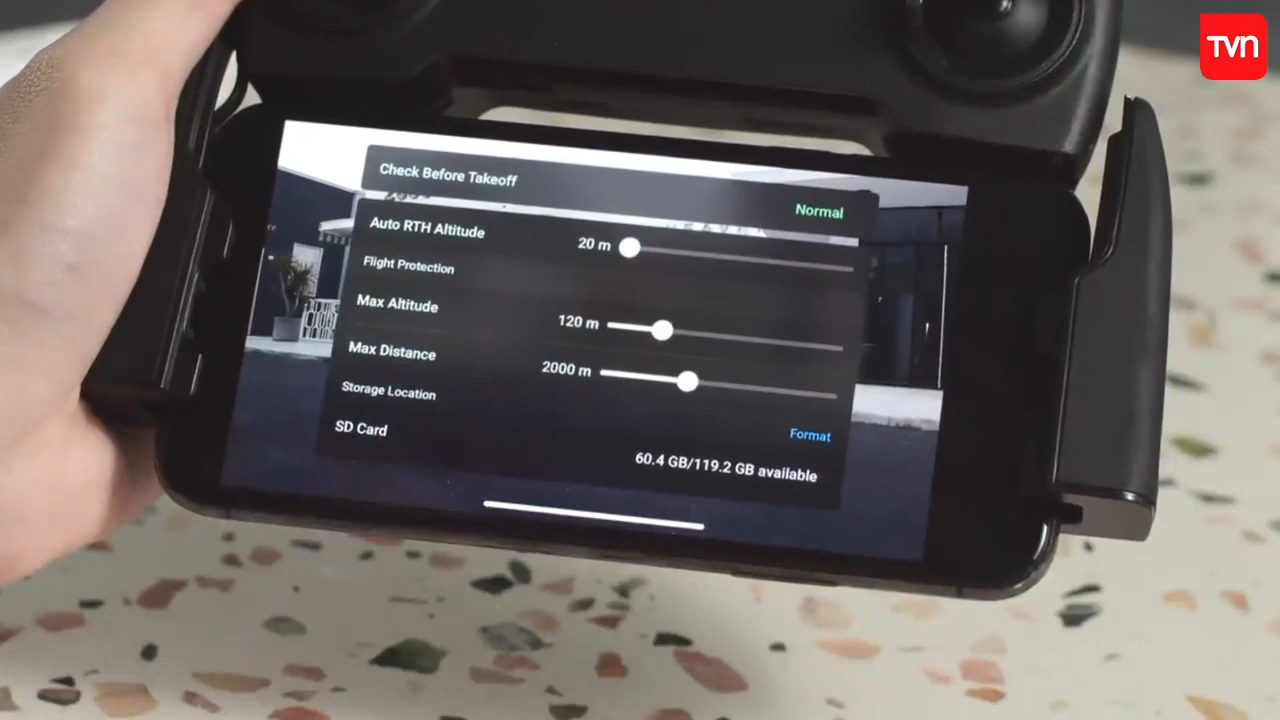 TVN
Check Before Takeoff
Normal
Auto RTH Altitude
20 m
Flight Protection
Max Altitude
120 m
Max Distance
2000 m
Storage Location
SD Card
Format
60.4 GB/119.2 GB available